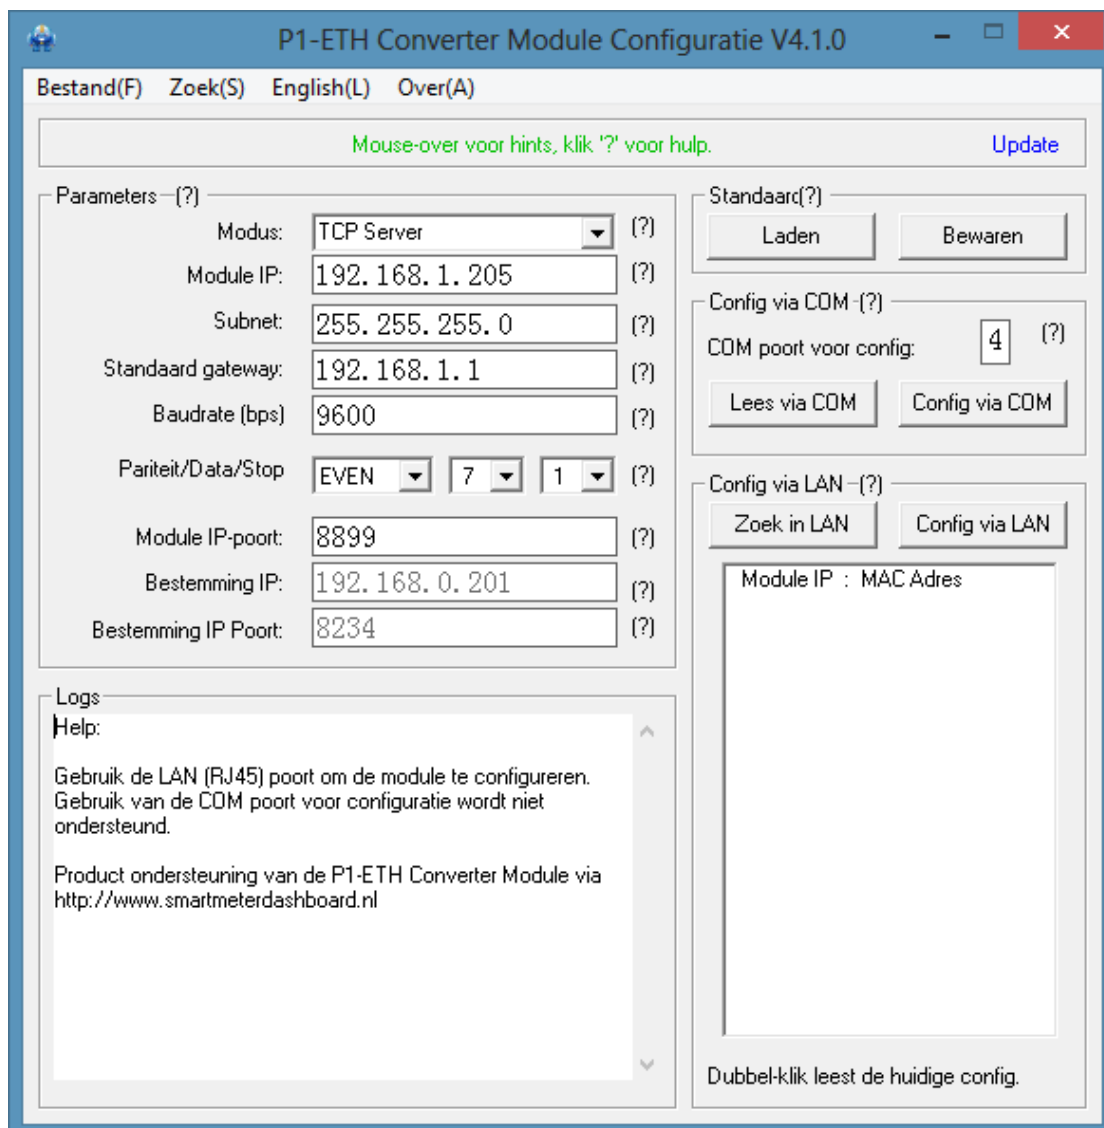 P1-ETH Converter Module Configuratie V4.1.0
Bestand(F) Zoek(S) English(L) Over(A)
Mouse-over voor hints, klik '?' voor hulp. Update
Parameters (?)
Modus: TCP Server (?)
Module IP: 192.168.1.205 (?)
Subnet: 255.255.255.0 (?)
Standaard gateway: 192.168.1.1 (?)
Baudrate (bps) 9600 (?)
Pariteit/Data/Stop EVEN 7 1 (?)
Module IP-poort: 8899 (?)
Bestemming IP: 192.168.0.201 (?)
Bestemming IP Poort: 8234 (?)
Logs
Help:
Gebruik de LAN (RJ45) poort om de module te configureren.
Gebruik van de COM poort voor configuratie wordt niet
ondersteund.
Product ondersteuning van de P1-ETH Converter Module via
http://www.smartmeterdashboard.nl
Standaard(?)
Laden Bewaren
Config via COM (?)
COM poort voor config: 4 (?)
Lees via COM Config via COM
Config via LAN (?)
Zoek in LAN Config via LAN
Module IP : MAC Adres
Dubbel-klik leest de huidige config.